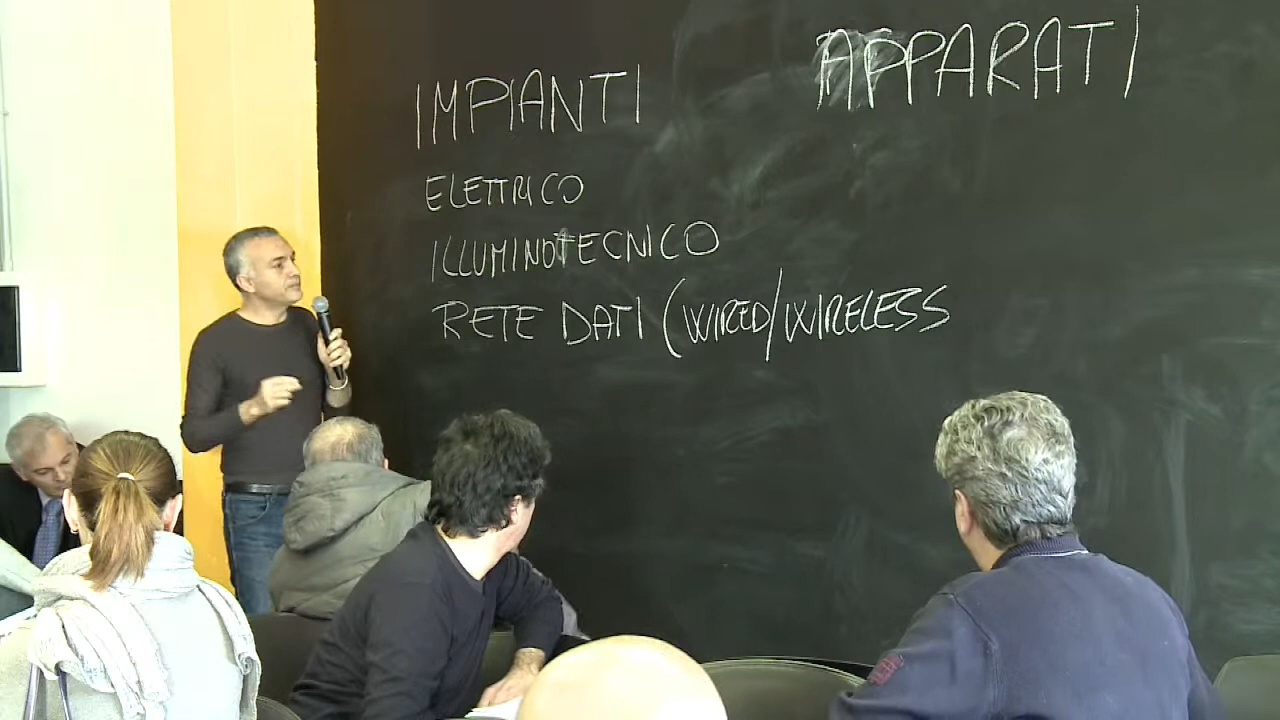 IMPIANTI
APPARATI
ELETTRICO
ILLUMINOTECNICO
RETE DATI (WIRED/WIRELESS